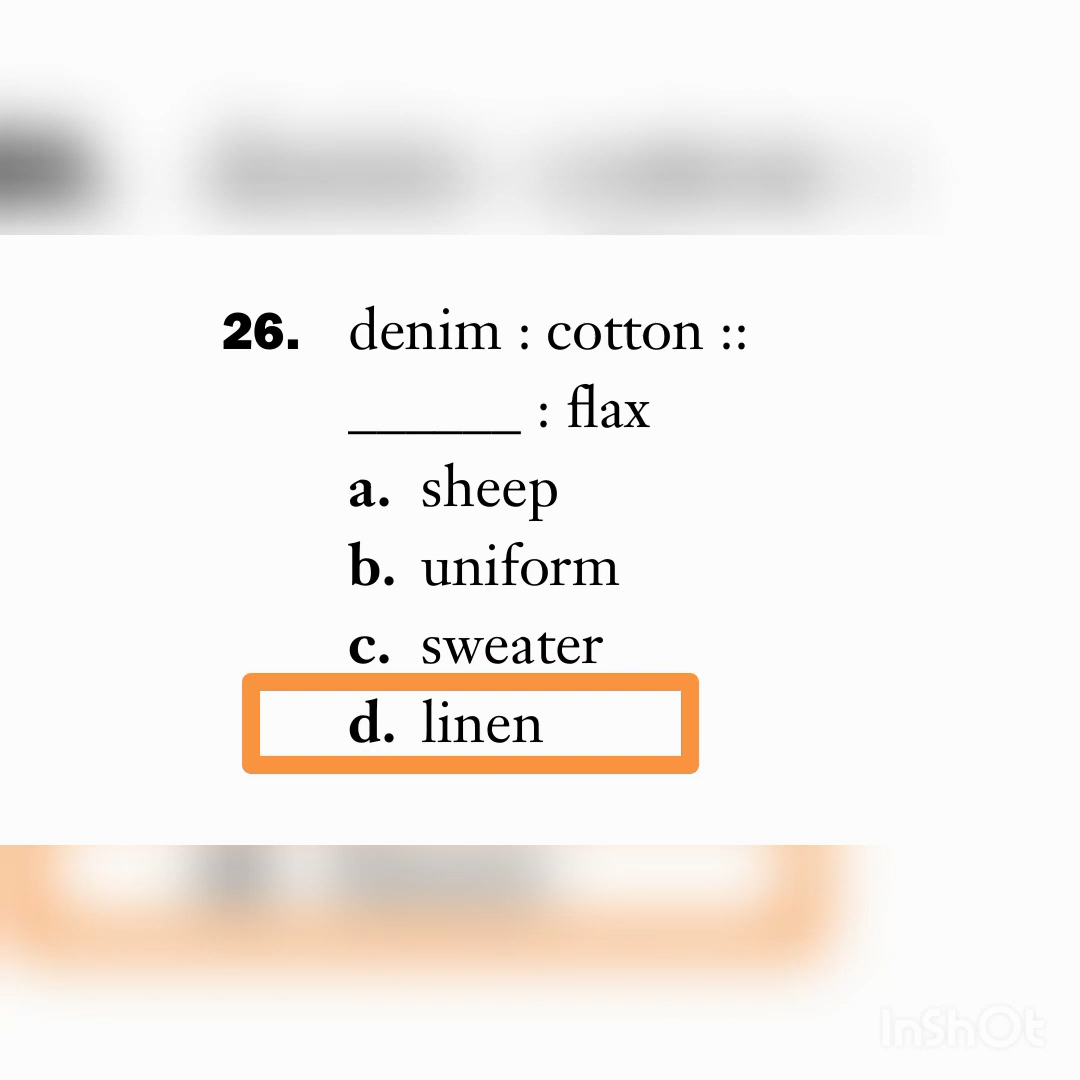 26. denim : cotton ::
______ : flax
a. sheep
b. uniform
c. sweater
d. linen
InShOt